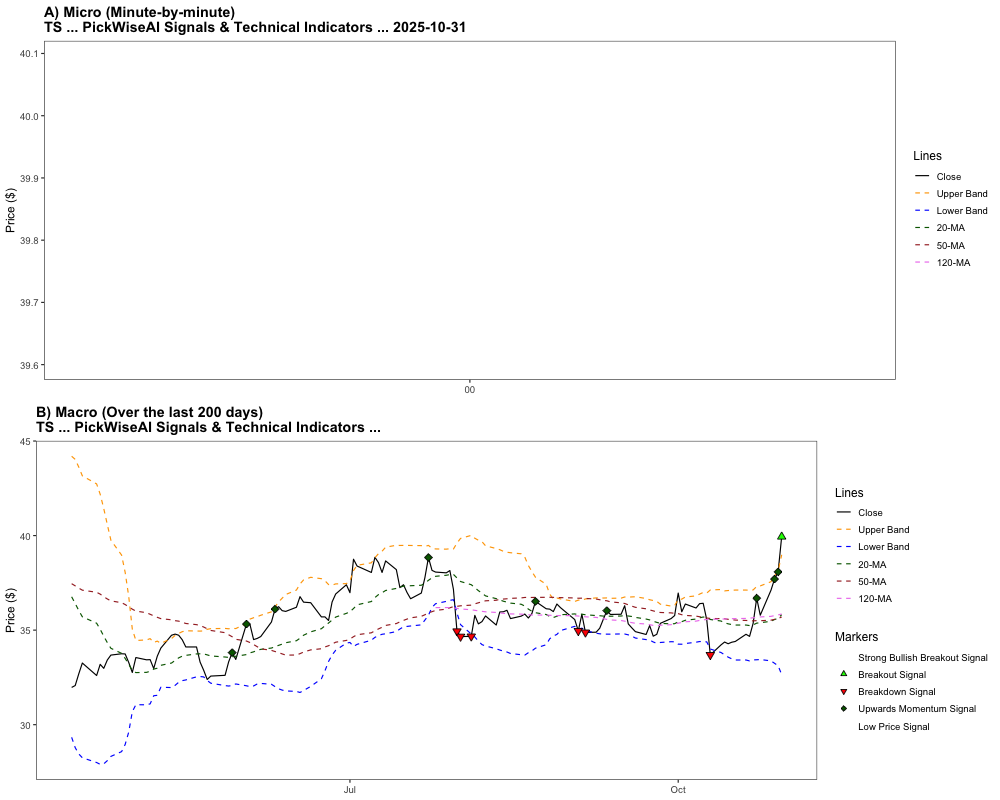 A) Micro (Minute-by-minute)
TS ... PickWiseAI Signals & Technical Indicators ... 2025-10-31
Price ($)
40.1
40.0
39.9
39.8
39.7
39.6
00
Lines
Close
Upper Band
Lower Band
20-MA
50-MA
120-MA
B) Macro (Over the last 200 days)
TS ... PickWiseAI Signals & Technical Indicators ...
Price ($)
45
40
35
30
Jul
Oct
Lines
Close
Upper Band
Lower Band
20-MA
50-MA
120-MA
Markers
Strong Bullish Breakout Signal
Breakout Signal
Breakdown Signal
Upwards Momentum Signal
Low Price Signal